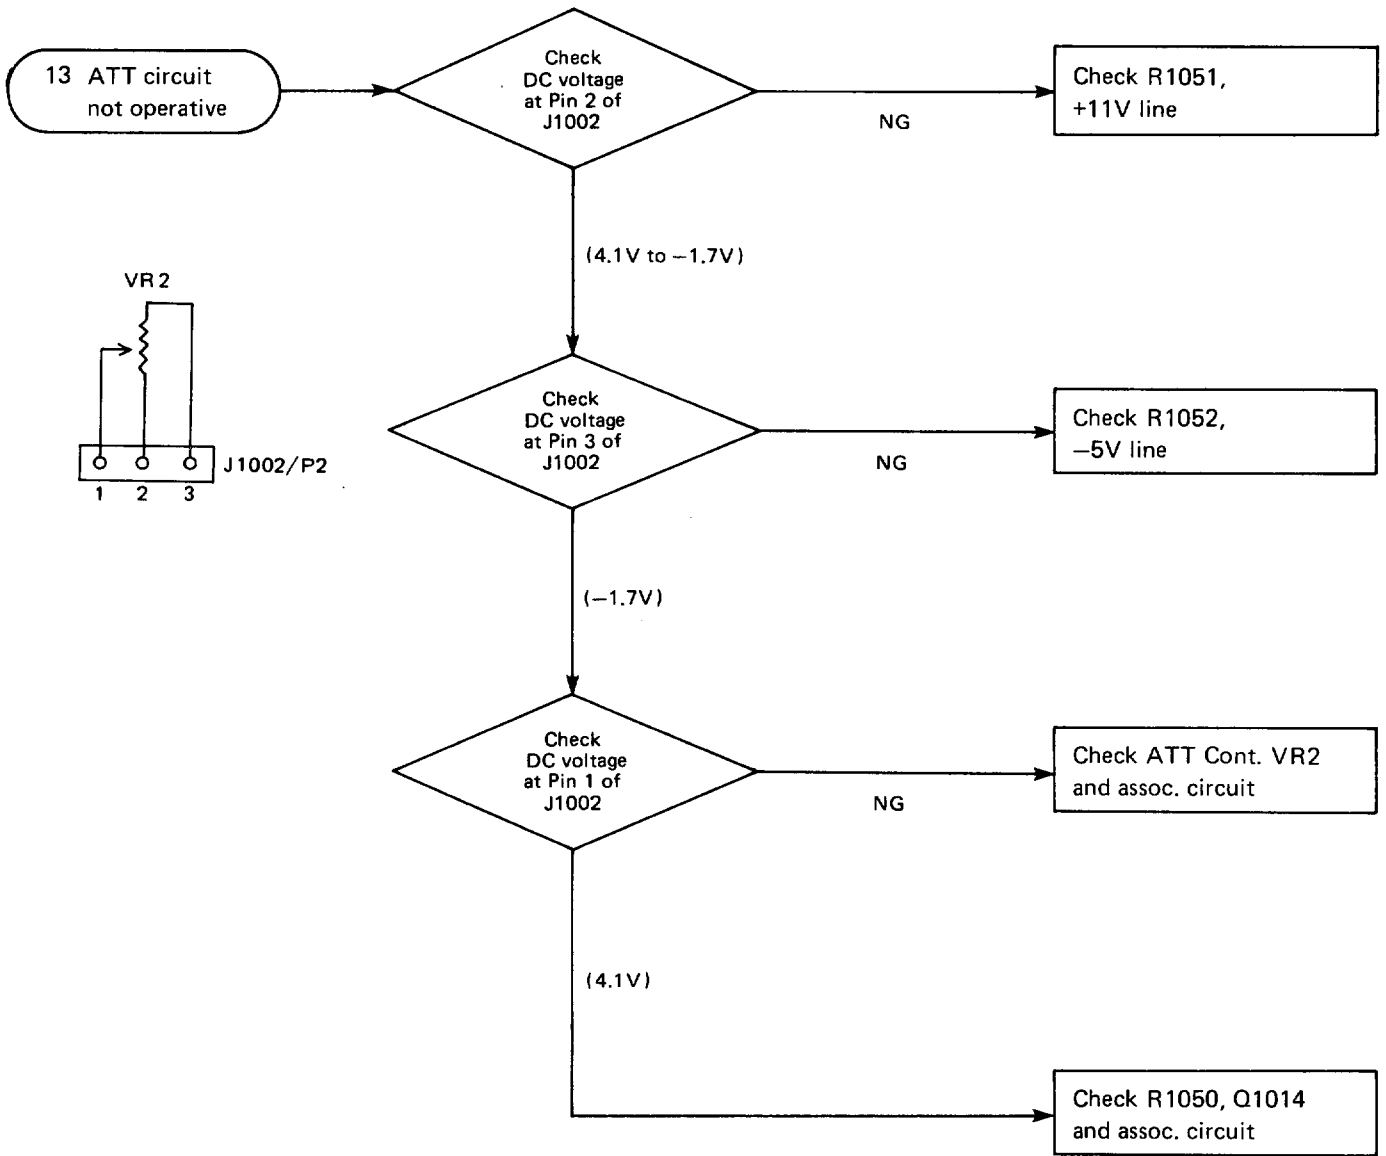 13 ATT circuit
not operative
Check
DC voltage
at Pin 2 of
J1002
NG
Check R1051,
+11V line
(4.1V to −1.7V)
VR2
J1002/P2
1 2 3
Check
DC voltage
at Pin 3 of
J1002
NG
Check R1052,
−5V line
(−1.7V)
Check
DC voltage
at Pin 1 of
J1002
NG
Check ATT Cont. VR2
and assoc. circuit
(4.1V)
Check R1050, Q1014
and assoc. circuit